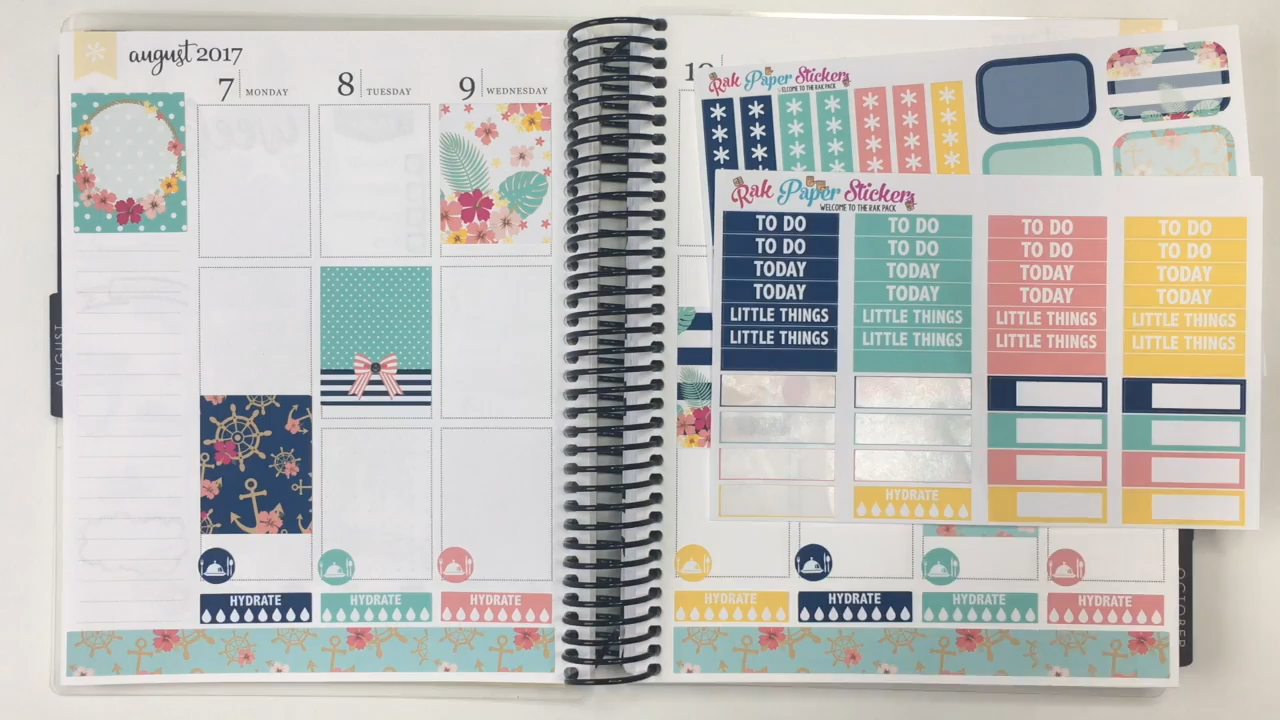 august 2017
7 MONDAY
8 TUESDAY
9 WEDNESDAY
10
AUGUST
HYDRATE
HYDRATE
HYDRATE
Rak Paper Stickers
WELCOME TO THE RAK PACK
Rak Paper Stickers
WELCOME TO THE RAK PACK
TO DO TO DO TO DO TO DO
TO DO TO DO TO DO TO DO
TODAY TODAY TODAY TODAY
TODAY TODAY TODAY TODAY
LITTLE THINGS LITTLE THINGS LITTLE THINGS LITTLE THINGS
LITTLE THINGS LITTLE THINGS LITTLE THINGS LITTLE THINGS
HYDRATE
HYDRATE
HYDRATE
HYDRATE
HYDRATE
OCTOBER